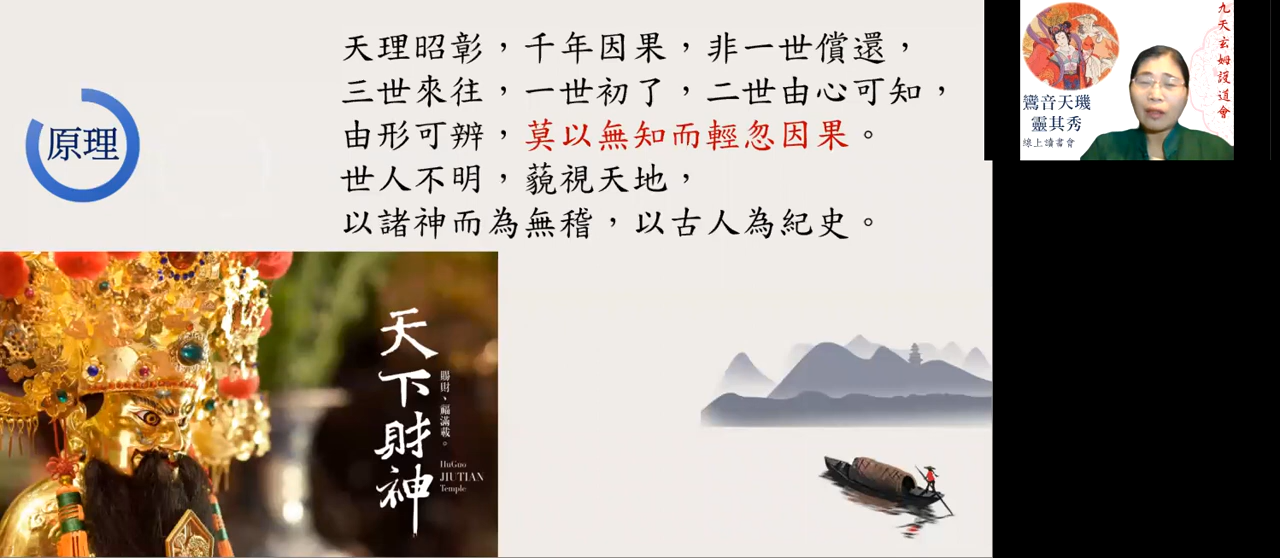 天理昭彰，千年因果，非一世償還，
三世來往，一世初了，二世由心可知，
由形可辨，莫以無知而輕忽因果。
世人不明，藐視天地，
以諸神而為無稽，以古人為紀史。
原理
天下財神
賜財、福滿載。
HuGuo
JIUTIAN
Temple
鸞音天璣
靈其秀
線上讀書會
九天玄姆設道會